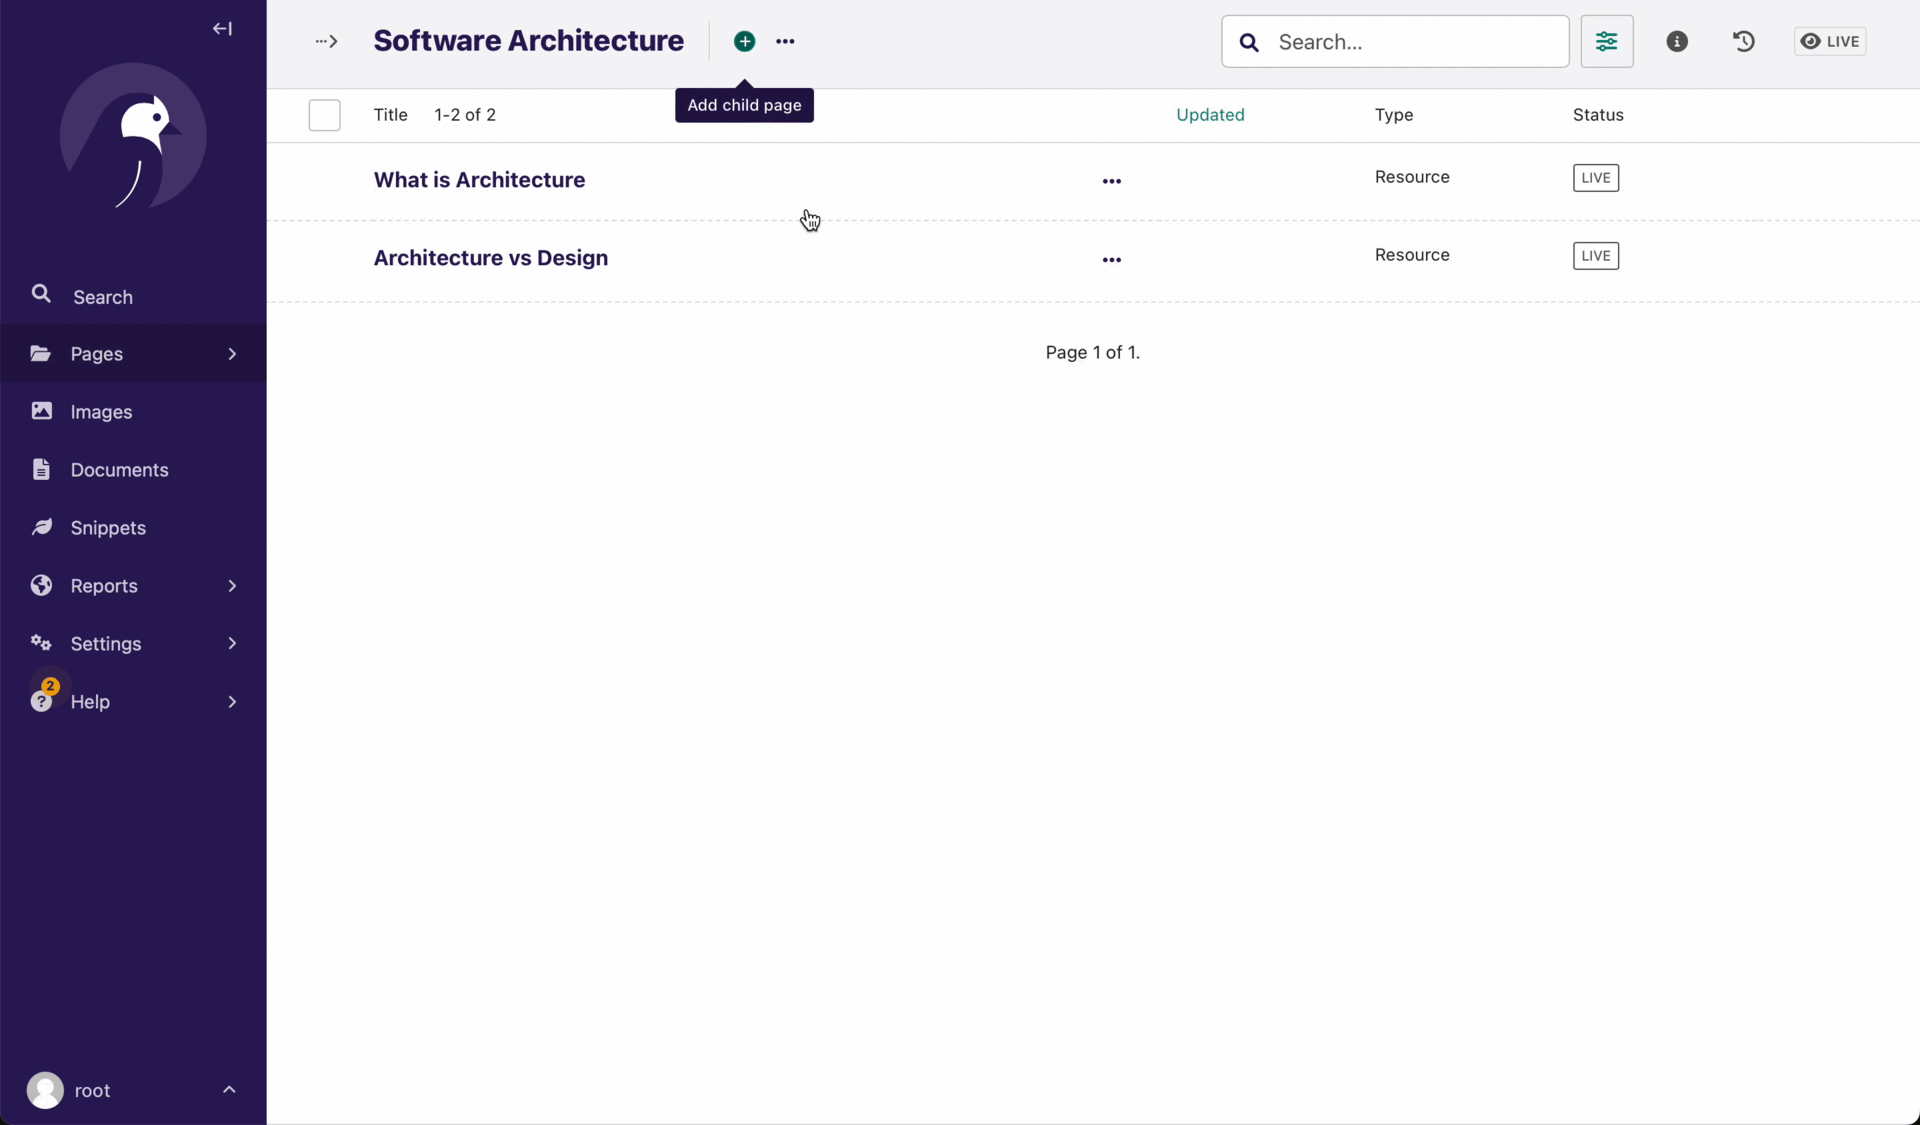 Software Architecture
Search...
LIVE
Add child page
Title 1-2 of 2 Updated Type Status
What is Architecture Resource LIVE
Architecture vs Design Resource LIVE
Page 1 of 1.
Search
Pages
Images
Documents
Snippets
Reports
Settings
2
Help
root